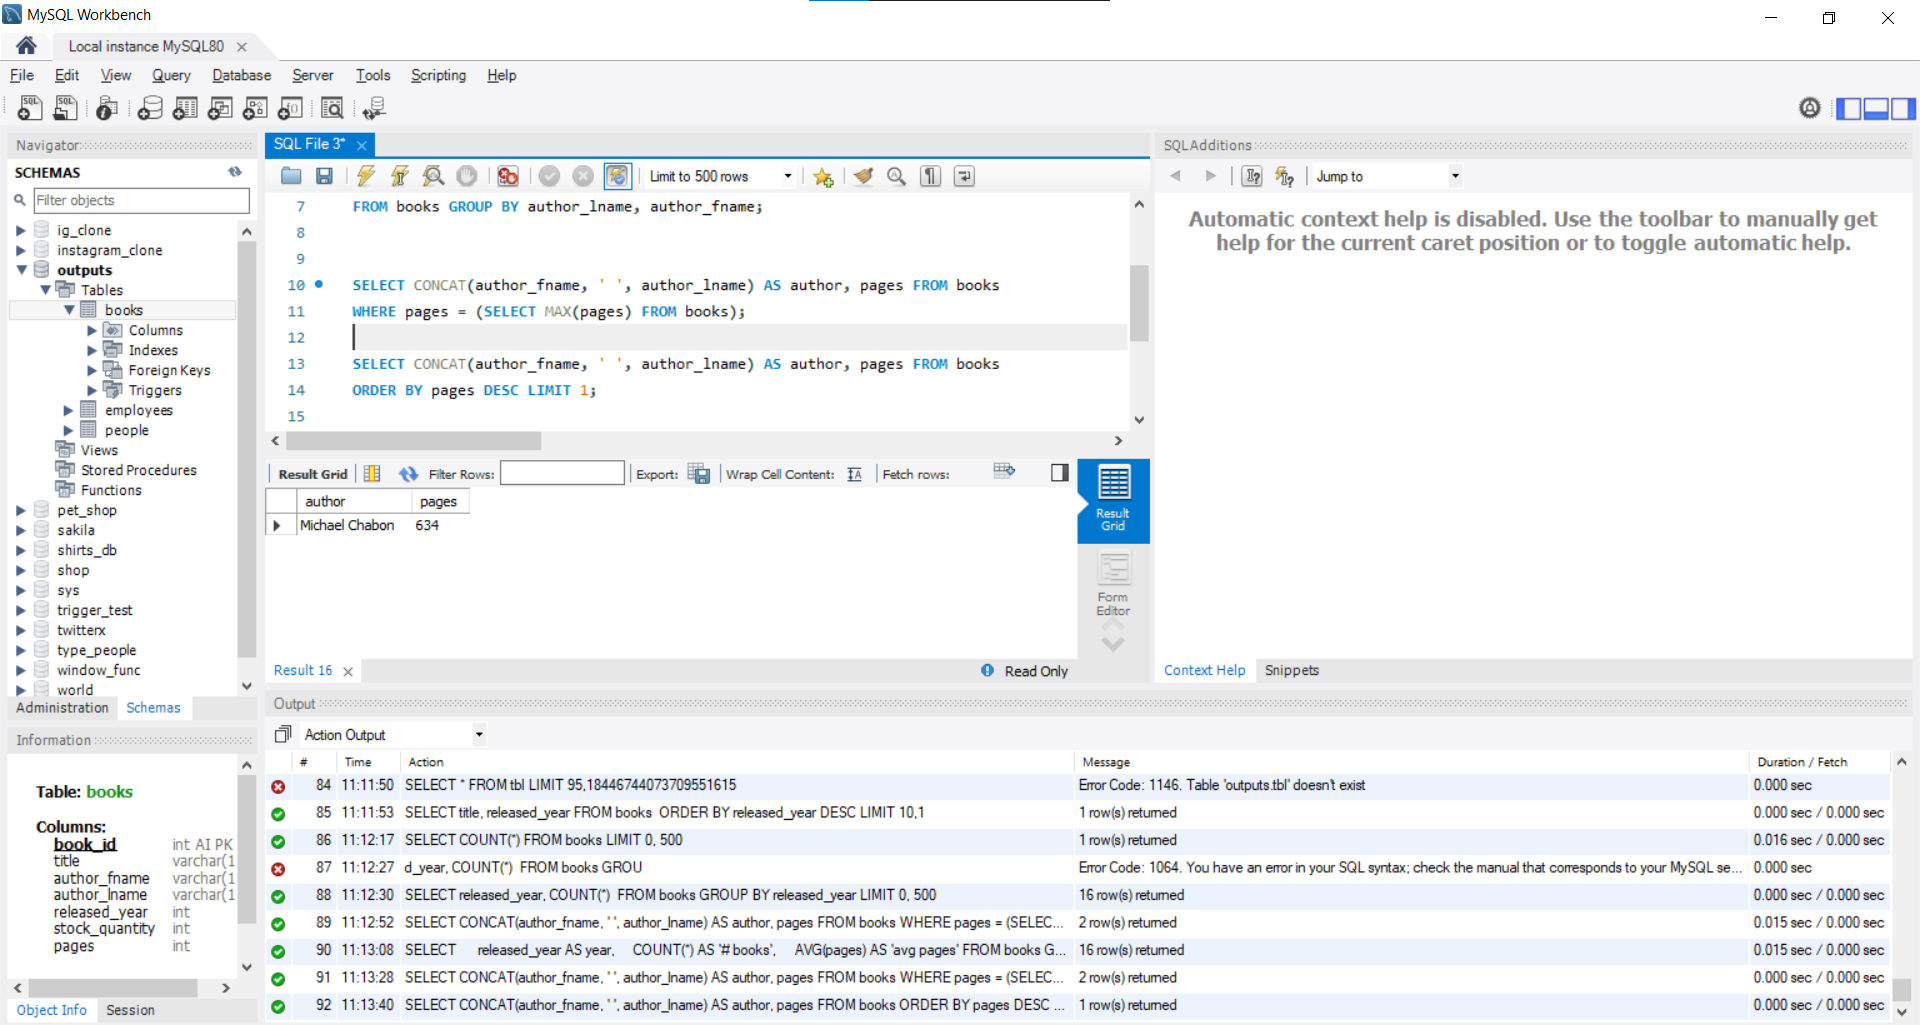 MySQL Workbench
Local instance MySQL80
File Edit View Query Database Server Tools Scripting Help
Navigator
SCHEMAS
Filter objects
ig_clone
instagram_clone
outputs
Tables
books
Columns
Indexes
Foreign Keys
Triggers
employees
people
Views
Stored Procedures
Functions
pet_shop
sakila
shirts_db
shop
sys
trigger_test
twitterx
type_people
window_func
world
Administration Schemas
Information
Table: books
Columns:
book_id int AI PK
title varchar(1
author_fname varchar(1
author_lname varchar(1
released_year int
stock_quantity int
pages int
Object Info Session
SQL File 3*
Limit to 500 rows
7 FROM books GROUP BY author_lname, author_fname;
8
9
10 SELECT CONCAT(author_fname, ' ', author_lname) AS author, pages FROM books
11 WHERE pages = (SELECT MAX(pages) FROM books);
12
13 SELECT CONCAT(author_fname, ' ', author_lname) AS author, pages FROM books
14 ORDER BY pages DESC LIMIT 1;
15
Result Grid Filter Rows: Export: Wrap Cell Content: Fetch rows:
author pages
Michael Chabon 634
Result
Grid
Form
Editor
Result 16 Read Only
SQLAdditions
Jump to
Automatic context help is disabled. Use the toolbar to manually get
help for the current caret position or to toggle automatic help.
Context Help Snippets
Output
Action Output
# Time Action Message Duration / Fetch
84 11:11:50 SELECT * FROM tbl LIMIT 95,18446744073709551615 Error Code: 1146. Table 'outputs.tbl' doesn't exist 0.000 sec
85 11:11:53 SELECT title, released_year FROM books ORDER BY released_year DESC LIMIT 10,1 1 row(s) returned 0.000 sec / 0.000 sec
86 11:12:17 SELECT COUNT(*) FROM books LIMIT 0, 500 1 row(s) returned 0.016 sec / 0.000 sec
87 11:12:27 d_year, COUNT(*) FROM books GROU Error Code: 1064. You have an error in your SQL syntax; check the manual that corresponds to your MySQL se... 0.000 sec
88 11:12:30 SELECT released_year, COUNT(*) FROM books GROUP BY released_year LIMIT 0, 500 16 row(s) returned 0.000 sec / 0.000 sec
89 11:12:52 SELECT CONCAT(author_fname, ' ', author_lname) AS author, pages FROM books WHERE pages = (SELEC... 2 row(s) returned 0.015 sec / 0.000 sec
90 11:13:08 SELECT released_year AS year, COUNT(*) AS '# books', AVG(pages) AS 'avg pages' FROM books G... 16 row(s) returned 0.015 sec / 0.000 sec
91 11:13:28 SELECT CONCAT(author_fname, ' ', author_lname) AS author, pages FROM books WHERE pages = (SELEC... 2 row(s) returned 0.000 sec / 0.000 sec
92 11:13:40 SELECT CONCAT(author_fname, ' ', author_lname) AS author, pages FROM books ORDER BY pages DESC ... 1 row(s) returned 0.000 sec / 0.000 sec